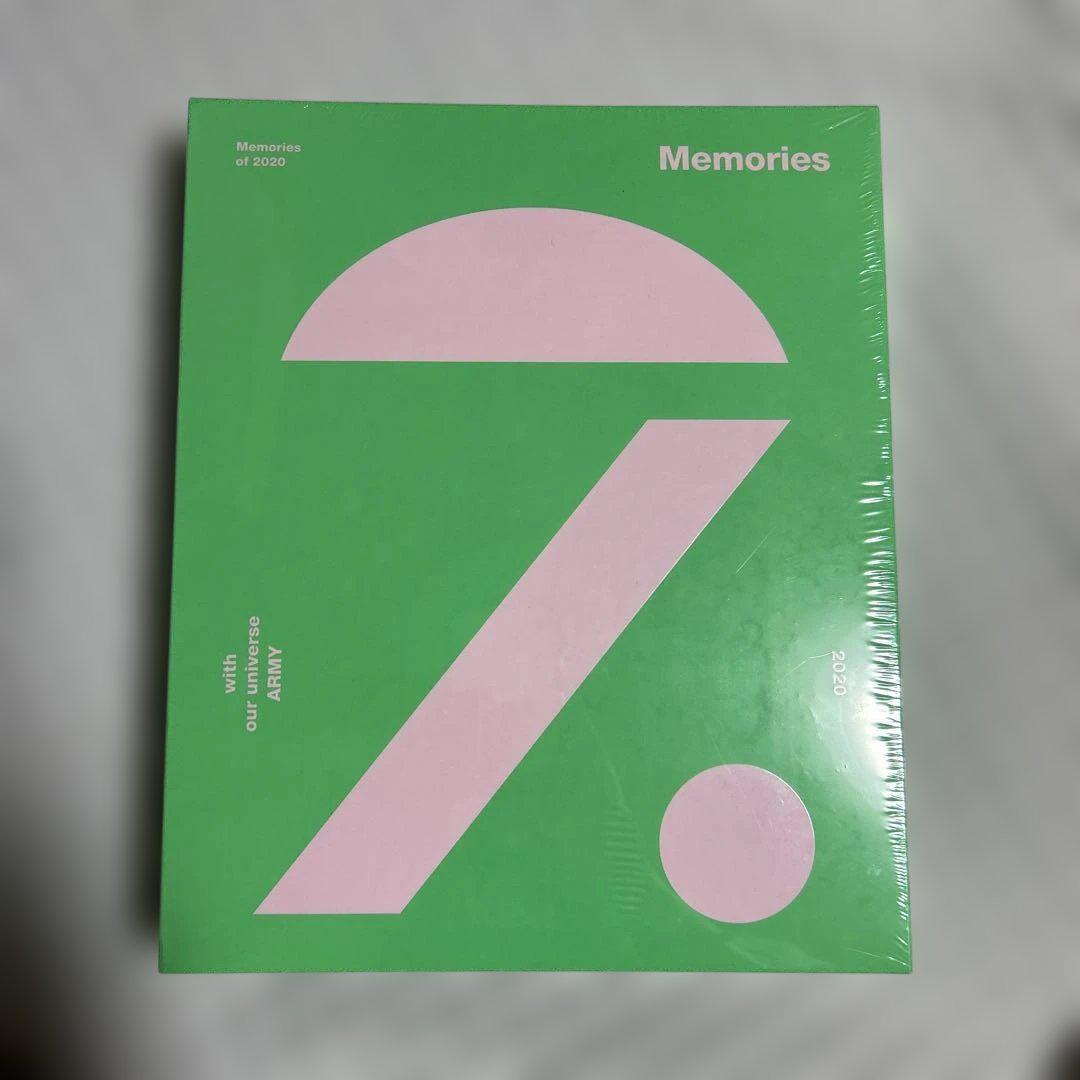 Memories
of 2020
Memories
with
our universe
ARMY
2020